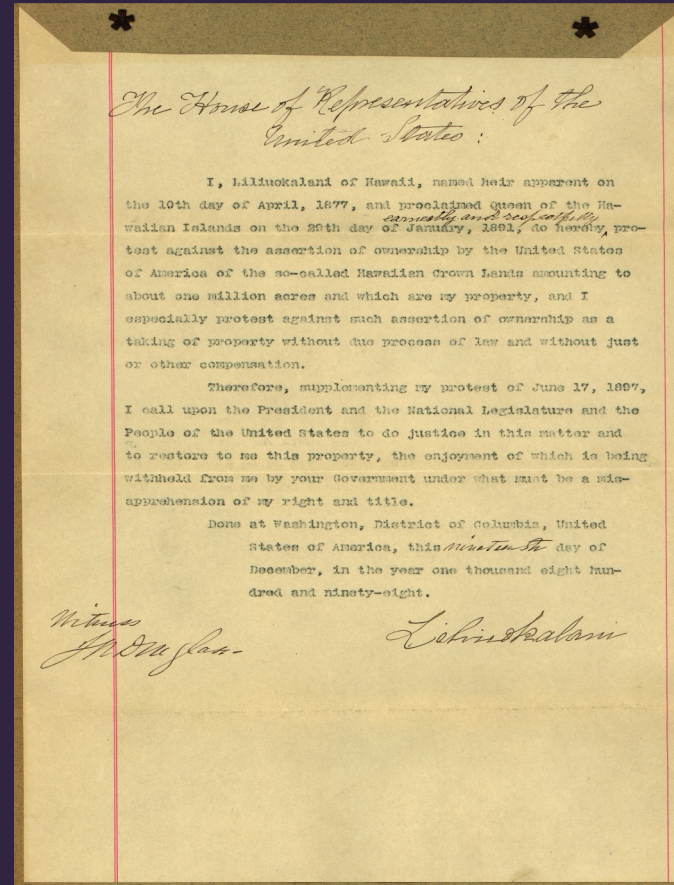 The House of Representatives of the
United States:
I, Liliuokalani of Hawaii, named heir apparent on
the 10th day of April, 1877, and proclaimed Queen of the Ha-
earnestly and respectfully
waiian Islands on the 29th day of January, 1891, do hereby pro-
test against the assertion of ownership by the United States
of America of the so-called Hawaiian Crown Lands amounting to
about one million acres and which are my property, and I
especially protest against such assertion of ownership as a
taking of property without due process of law and without just
or other compensation.
Therefore, supplementing my protest of June 17, 1897,
I call upon the President and the National Legislature and the
People of the United States to do justice in this matter and
to restore to me this property, the enjoyment of which is being
withheld from me by your Government under what must be a mis-
apprehension of my right and title.
Done at Washington, District of Columbia, United
States of America, this nineteenth day of
December, in the year one thousand eight hun-
dred and ninety-eight.
Witness
Liliuokalani